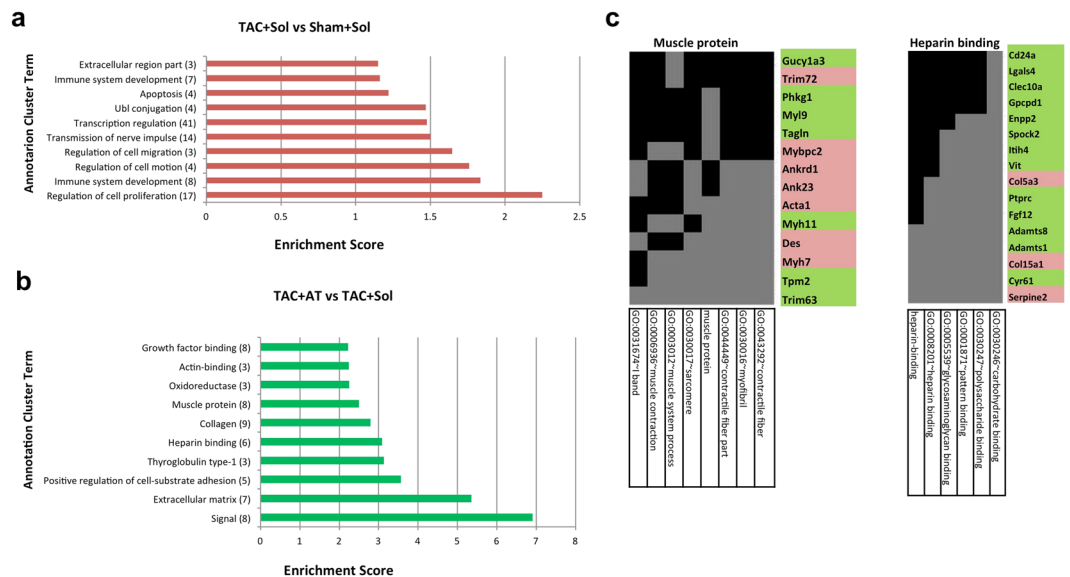 a
TAC+Sol vs Sham+Sol
Annotarion Cluster Term
Extracellular region part (3)
Immune system development (7)
Apoptosis (4)
Ubl conjugation (4)
Transcription regulation (41)
Transmission of nerve impulse (14)
Regulation of cell migration (3)
Regulation of cell motion (4)
Immune system development (8)
Regulation of cell proliferation (17)
0 0.5 1 1.5 2 2.5
Enrichment Score
b
TAC+AT vs TAC+Sol
Annotation Cluster Term
Growth factor binding (8)
Actin-binding (3)
Oxidoreductase (3)
Muscle protein (8)
Collagen (9)
Heparin binding (6)
Thyroglobulin type-1 (3)
Positive regulation of cell-substrate adhesion (5)
Extracellular matrix (7)
Signal (8)
0 1 2 3 4 5 6 7 8
Enrichment Score
c
Muscle protein
Gucy1a3
Trim72
Phkg1
Myl9
Tagln
Mybpc2
Ankrd1
Ank23
Acta1
Myh11
Des
Myh7
Tpm2
Trim63
GO:0031674~I band
GO:0006936~muscle contraction
GO:0003012~muscle system process
GO:0030017~sarcomere
muscle protein
GO:0044449~contractile fiber part
GO:0030016~myofibril
GO:0043292~contractile fiber
Heparin binding
Cd24a
Lgals4
Clec10a
Gpcpd1
Enpp2
Spock2
Itih4
Vit
Col5a3
Ptprc
Fgf12
Adamts8
Adamts1
Col15a1
Cyr61
Serpine2
heparin-binding
GO:0008201~heparin binding
GO:0005539~glycosaminoglycan binding
GO:0001871~pattern binding
GO:0030247~polysaccharide binding
GO:0030246~carbohydrate binding